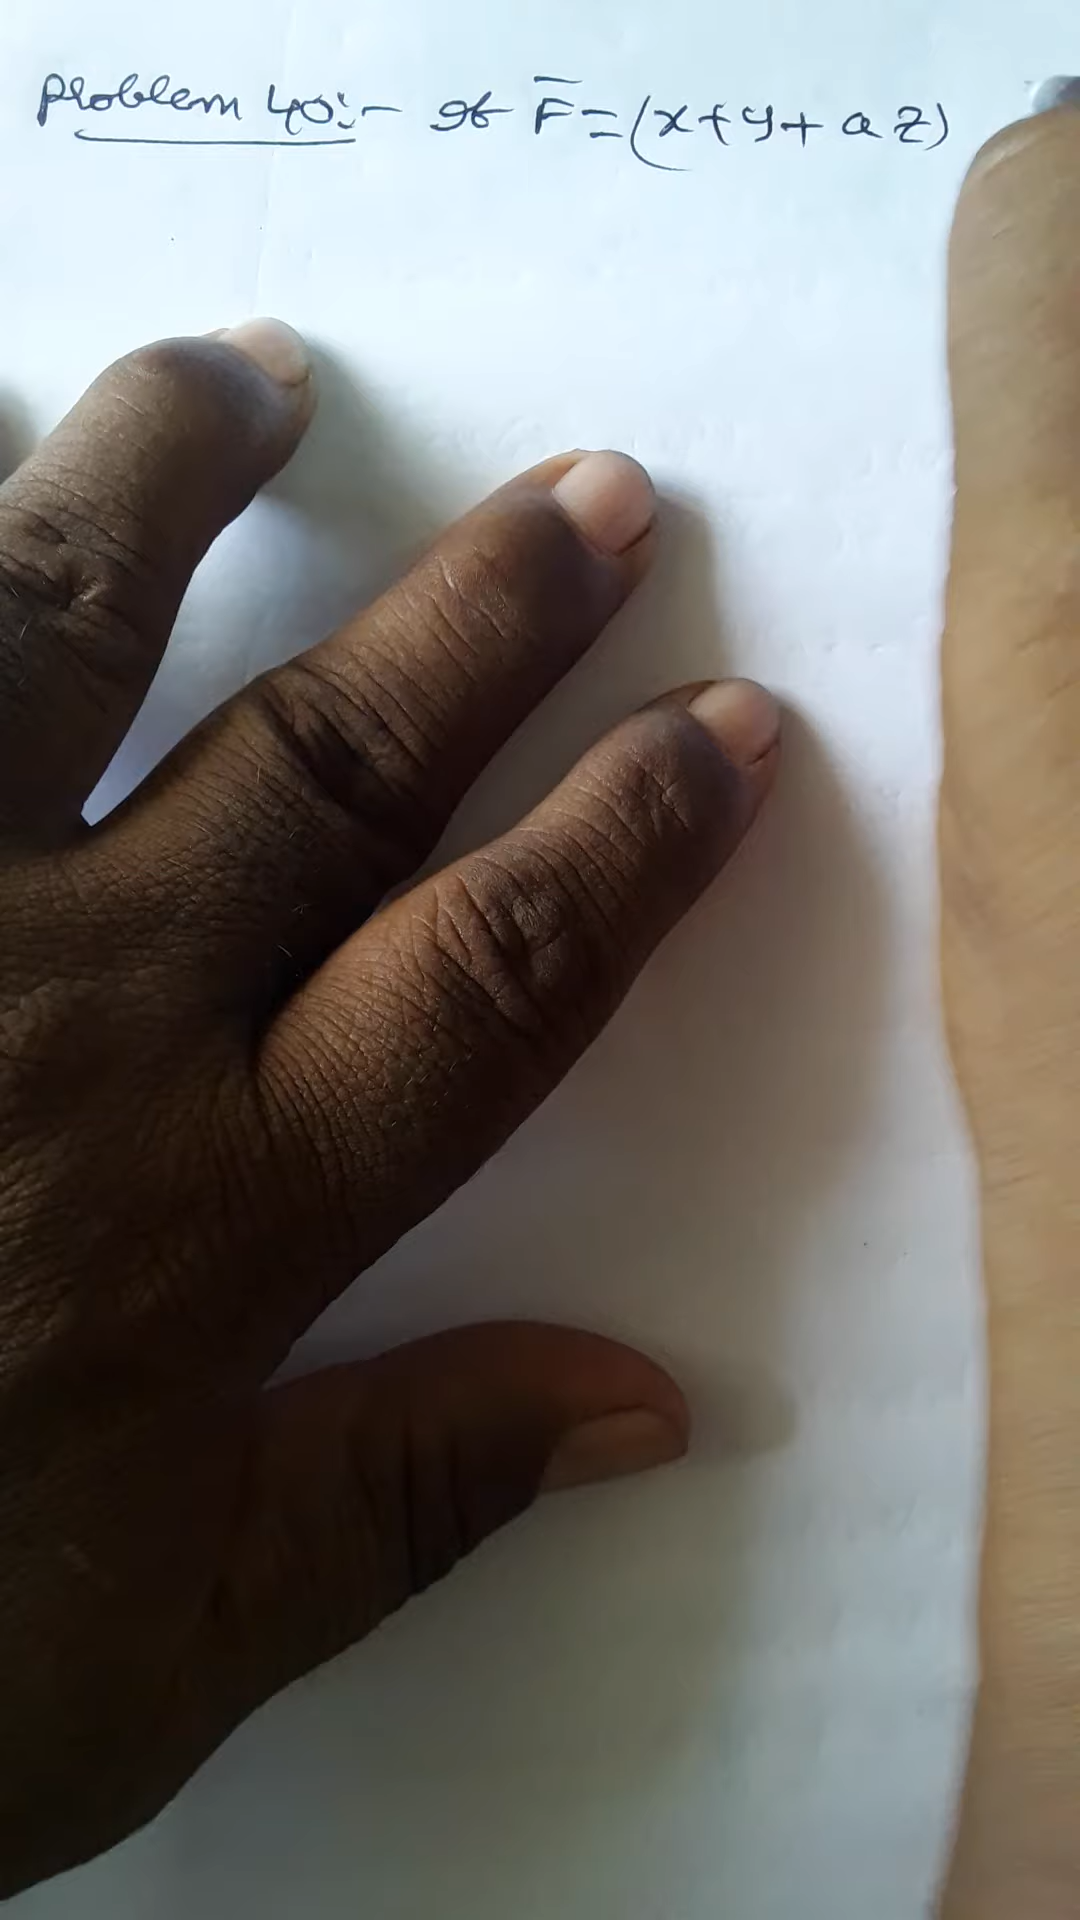 Problem 40:- If F̅ = (x+y+az)